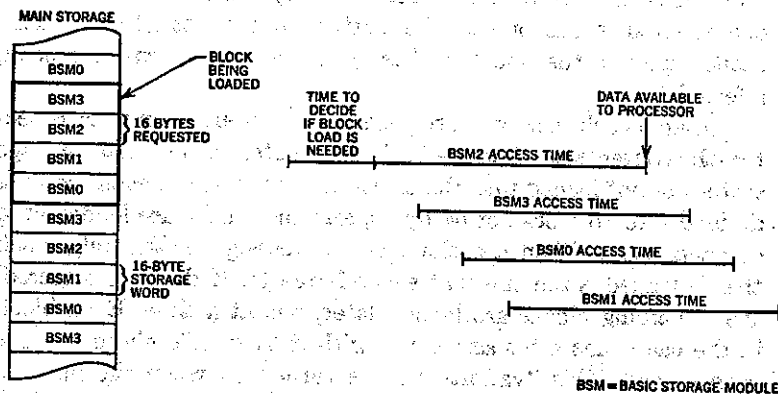 MAIN STORAGE
BSM0
BSM3
BSM2
BSM1
BSM0
BSM3
BSM2
BSM1
BSM0
BSM3
BLOCK
BEING
LOADED
16 BYTES
REQUESTED
16-BYTE
STORAGE
WORD
TIME TO
DECIDE
IF BLOCK
LOAD IS
NEEDED
DATA AVAILABLE
TO PROCESSOR
BSM2 ACCESS TIME
BSM3 ACCESS TIME
BSM0 ACCESS TIME
BSM1 ACCESS TIME
BSM = BASIC STORAGE MODULE